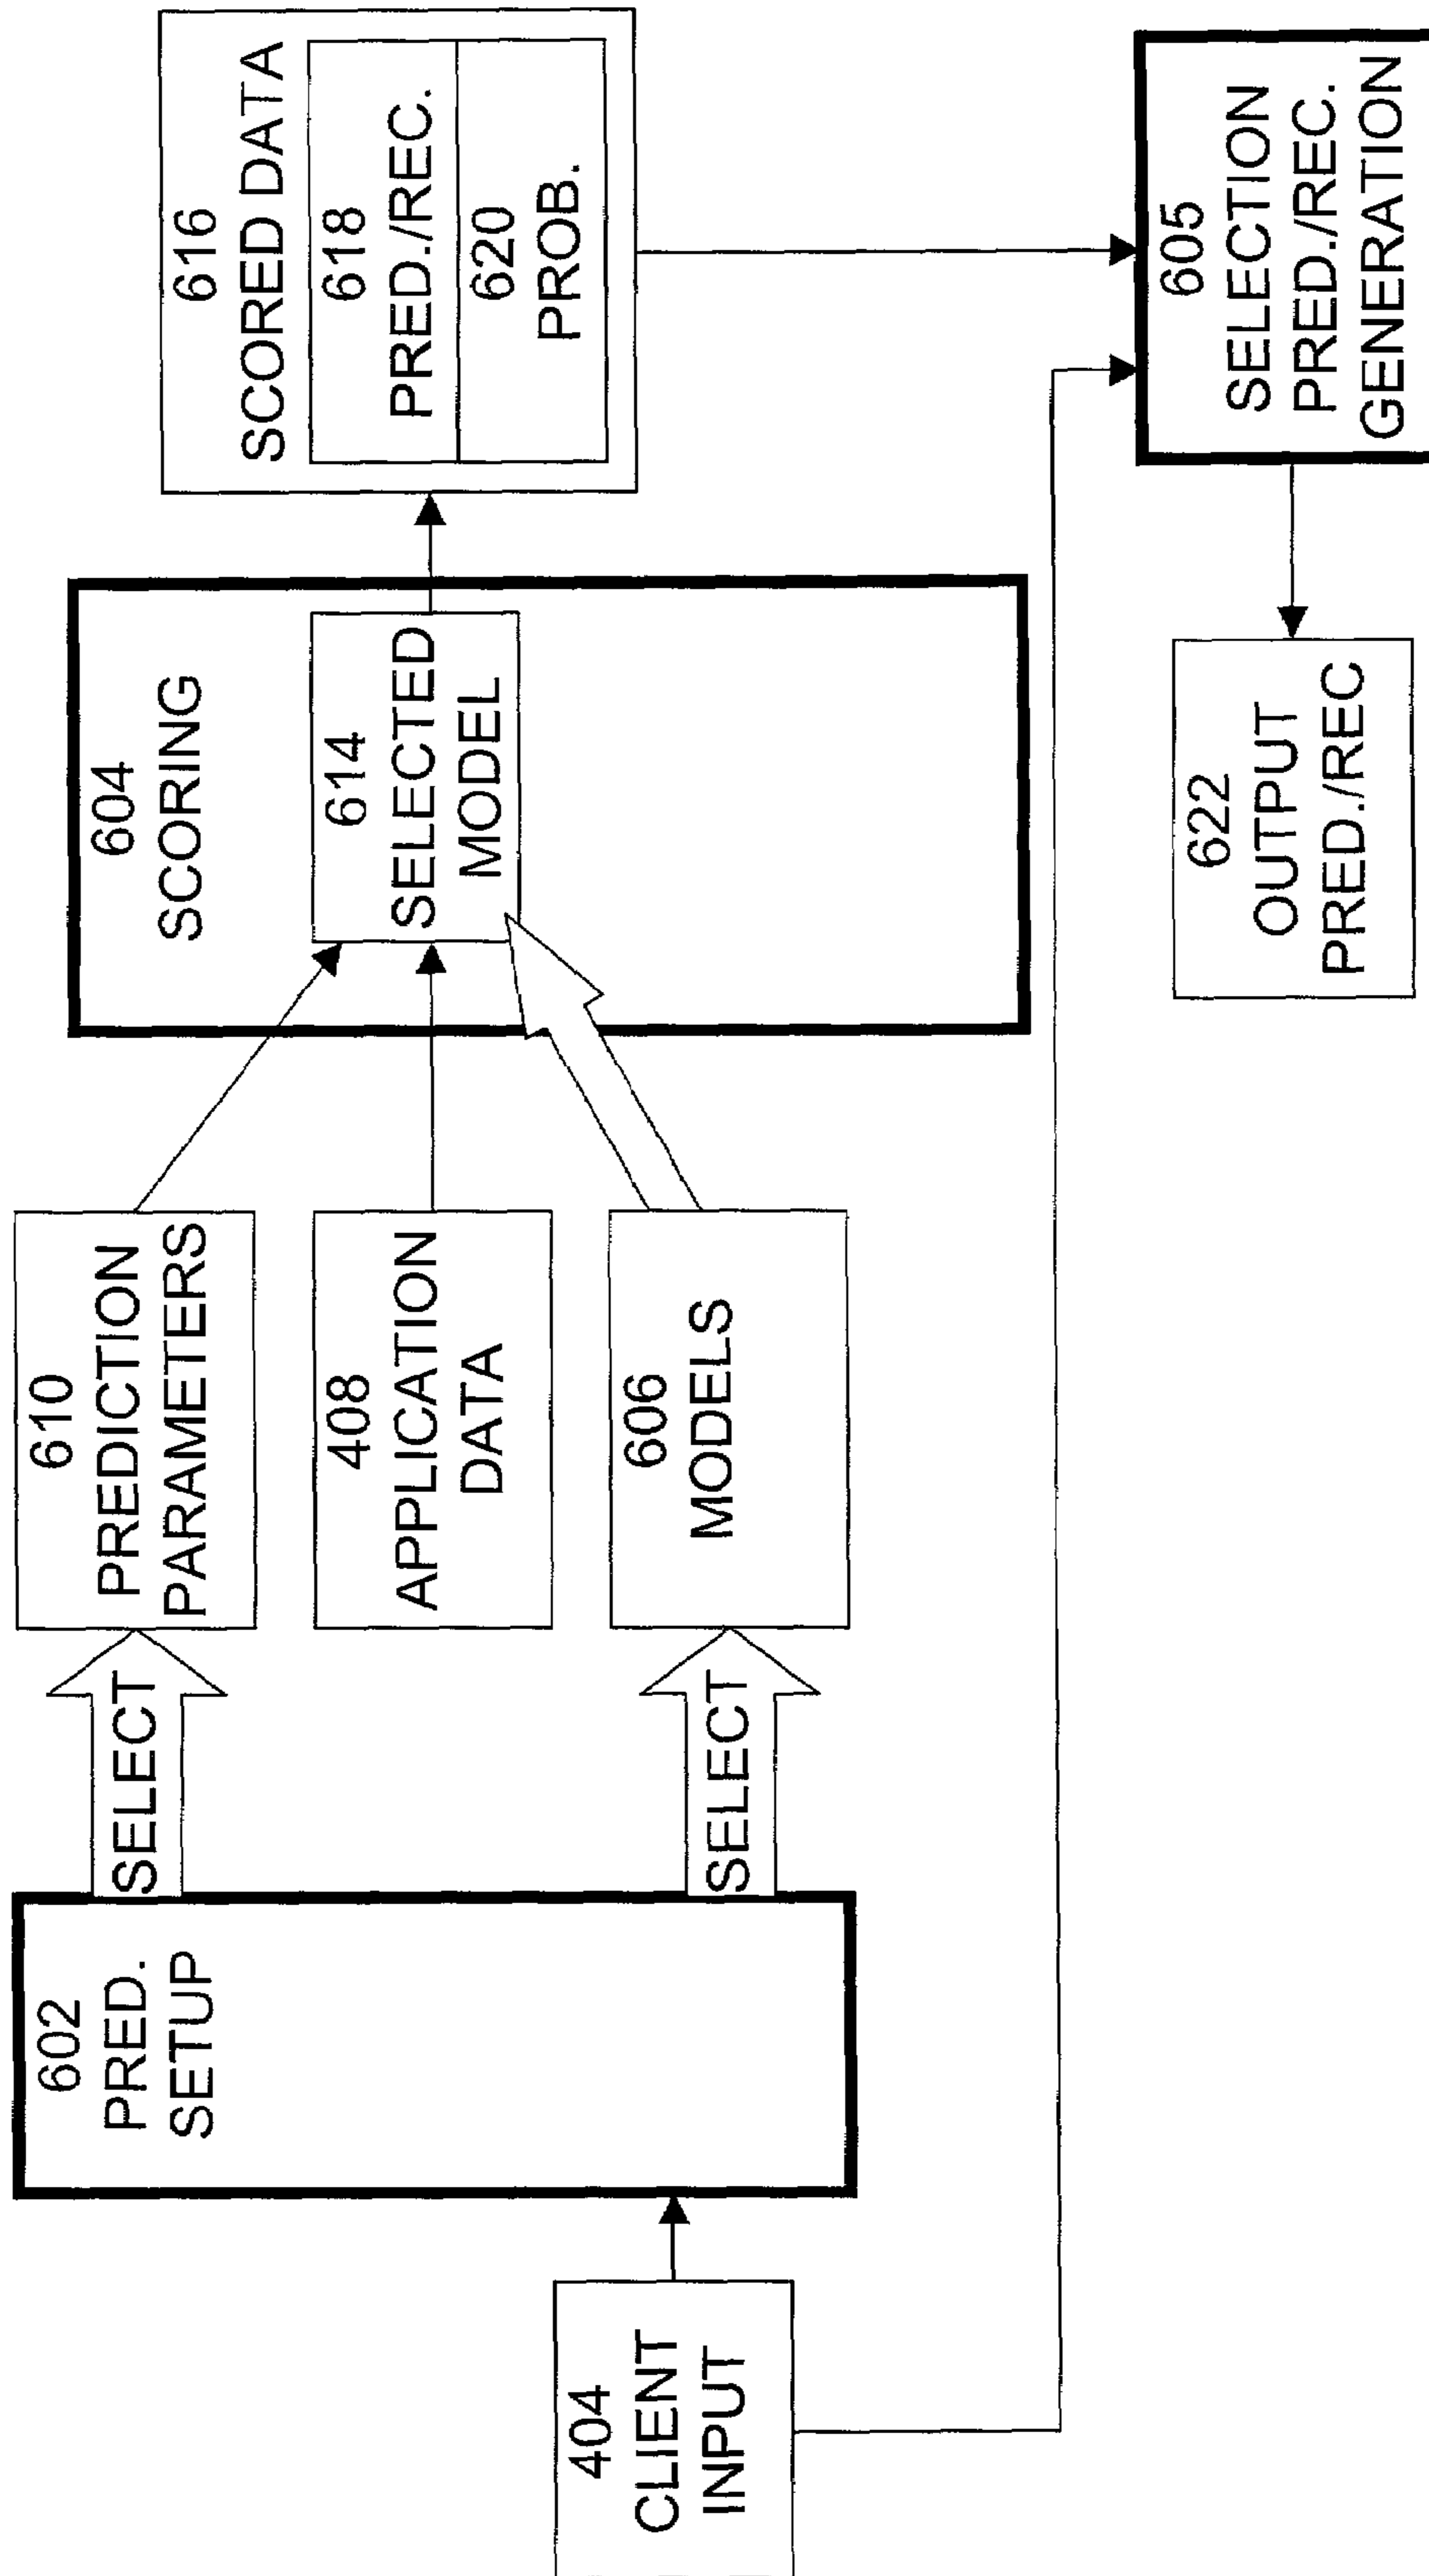 404
CLIENT
INPUT
602
PRED.
SETUP
SELECT
SELECT
610
PREDICTION
PARAMETERS
408
APPLICATION
DATA
606
MODELS
604
SCORING
614
SELECTED
MODEL
616
SCORED DATA
618
PRED./REC.
620
PROB.
605
SELECTION
PRED./REC.
GENERATION
622
OUTPUT
PRED./REC